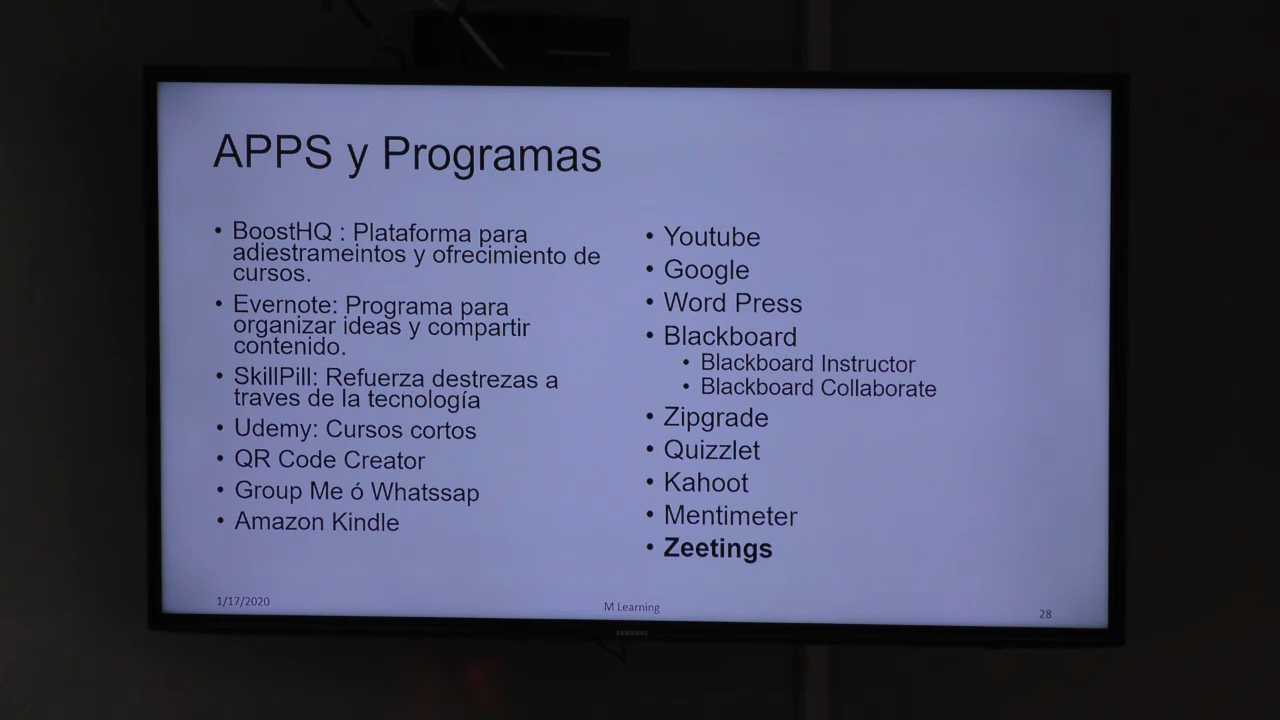 APPS y Programas
• BoostHQ : Plataforma para
adiestrameintos y ofrecimiento de
cursos.
• Evernote: Programa para
organizar ideas y compartir
contenido.
• SkillPill: Refuerza destrezas a
traves de la tecnología
• Udemy: Cursos cortos
• QR Code Creator
• Group Me ó Whatssap
• Amazon Kindle
• Youtube
• Google
• Word Press
• Blackboard
• Blackboard Instructor
• Blackboard Collaborate
• Zipgrade
• Quizzlet
• Kahoot
• Mentimeter
• Zeetings
1/17/2020
M Learning
28
SAMSUNG